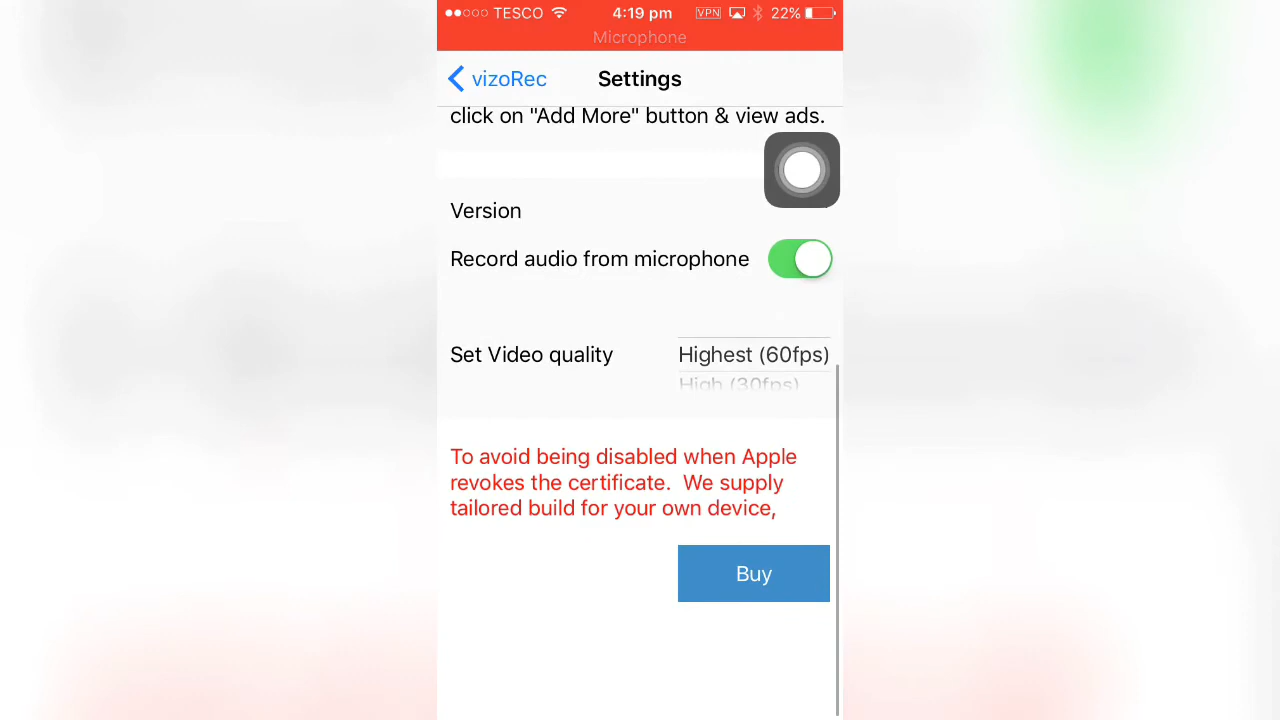 TESCO 4:19 pm VPN 22%
Microphone
vizoRec Settings
click on "Add More" button & view ads.
Version
Record audio from microphone
Set Video quality Highest (60fps)
High (30fps)
To avoid being disabled when Apple
revokes the certificate. We supply
tailored build for your own device,
Buy